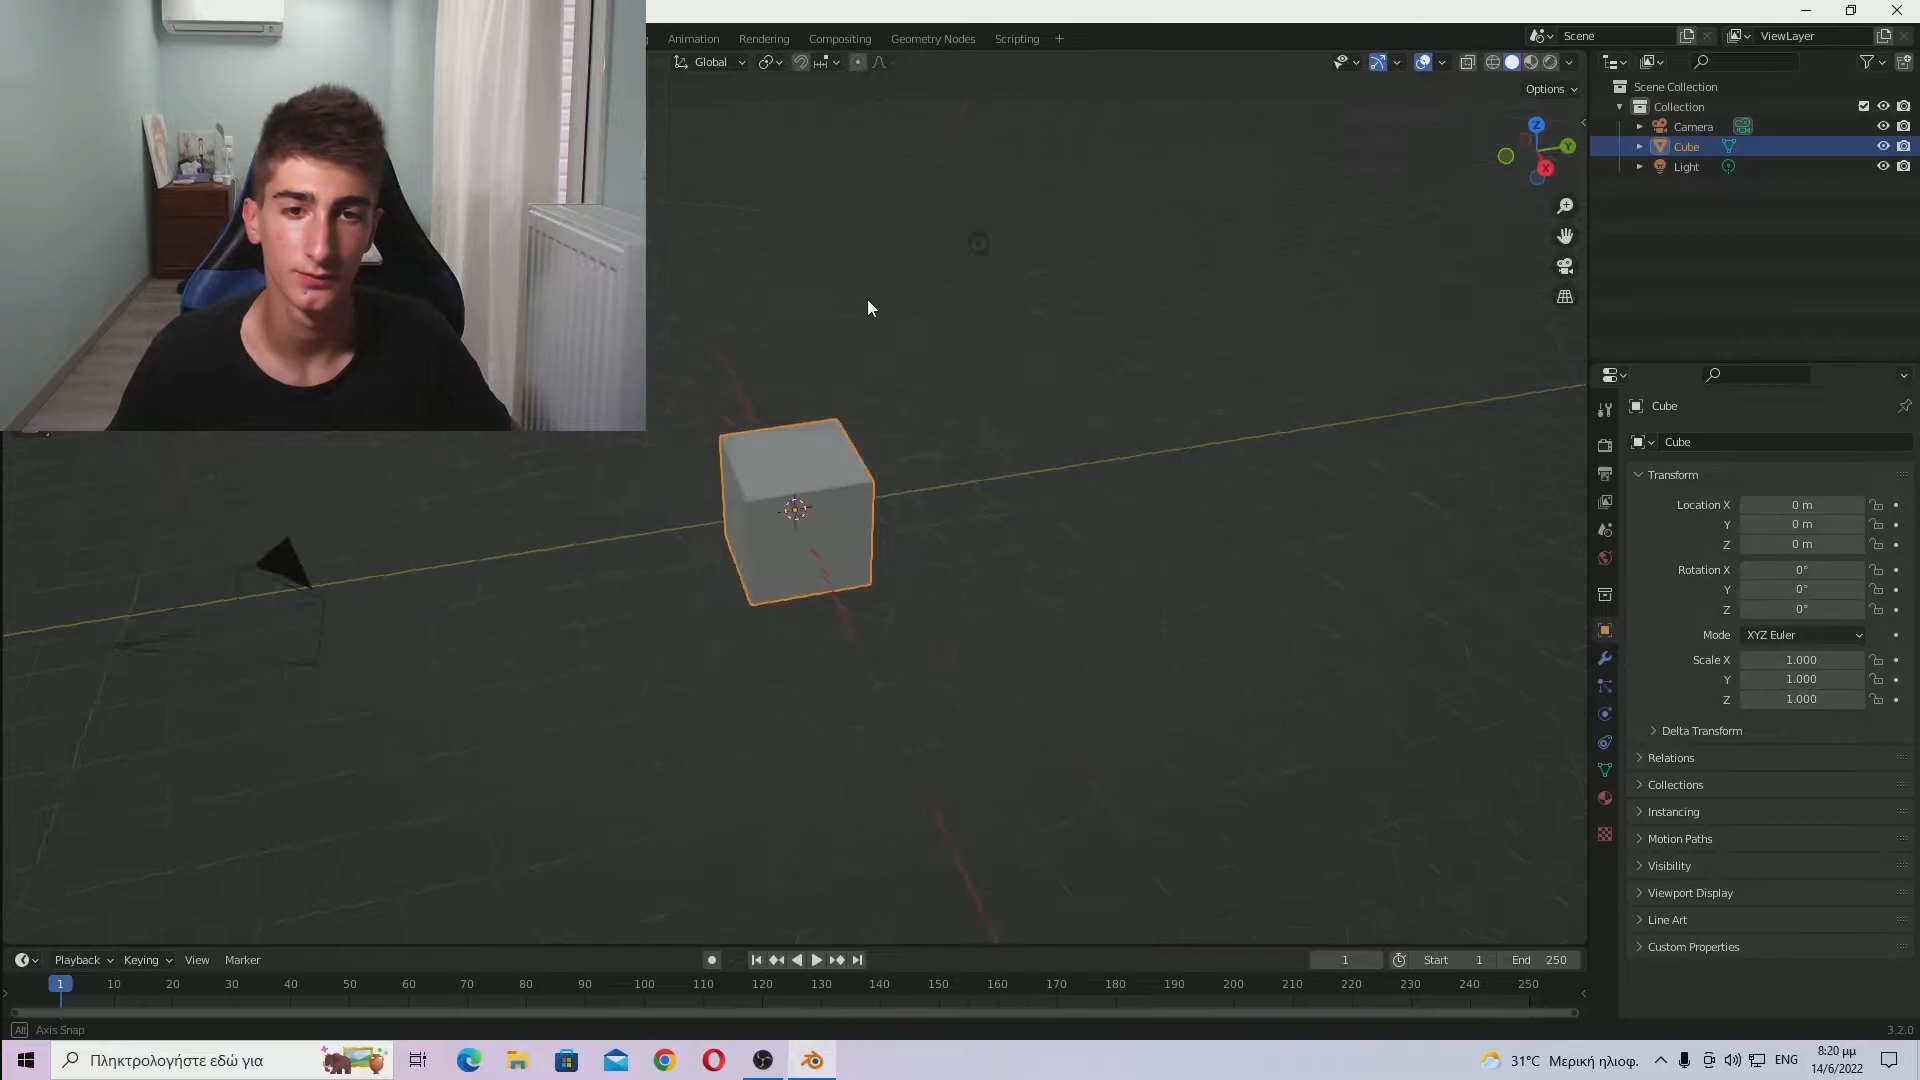 Animation
Rendering
Compositing
Geometry Nodes
Scripting
Scene
ViewLayer
Global
Options
Z
Y
X
Scene Collection
Collection
Camera
Cube
Light
Cube
Cube
Transform
Location X 0 m
Y 0 m
Z 0 m
Rotation X 0°
Y 0°
Z 0°
Mode XYZ Euler
Scale X 1.000
Y 1.000
Z 1.000
Delta Transform
Relations
Collections
Instancing
Motion Paths
Visibility
Viewport Display
Line Art
Custom Properties
Playback Keying View Marker
1 Start 1 End 250
1 10 20 30 40 50 60 70 80 90 100 110 120 130 140 150 160 170 180 190 200 210 220 230 240 250
Alt Axis Snap
3.2.0
Πληκτρολογήστε εδώ για
31°C Μερική ηλιοφ.
ENG
8:20 μμ
14/6/2022